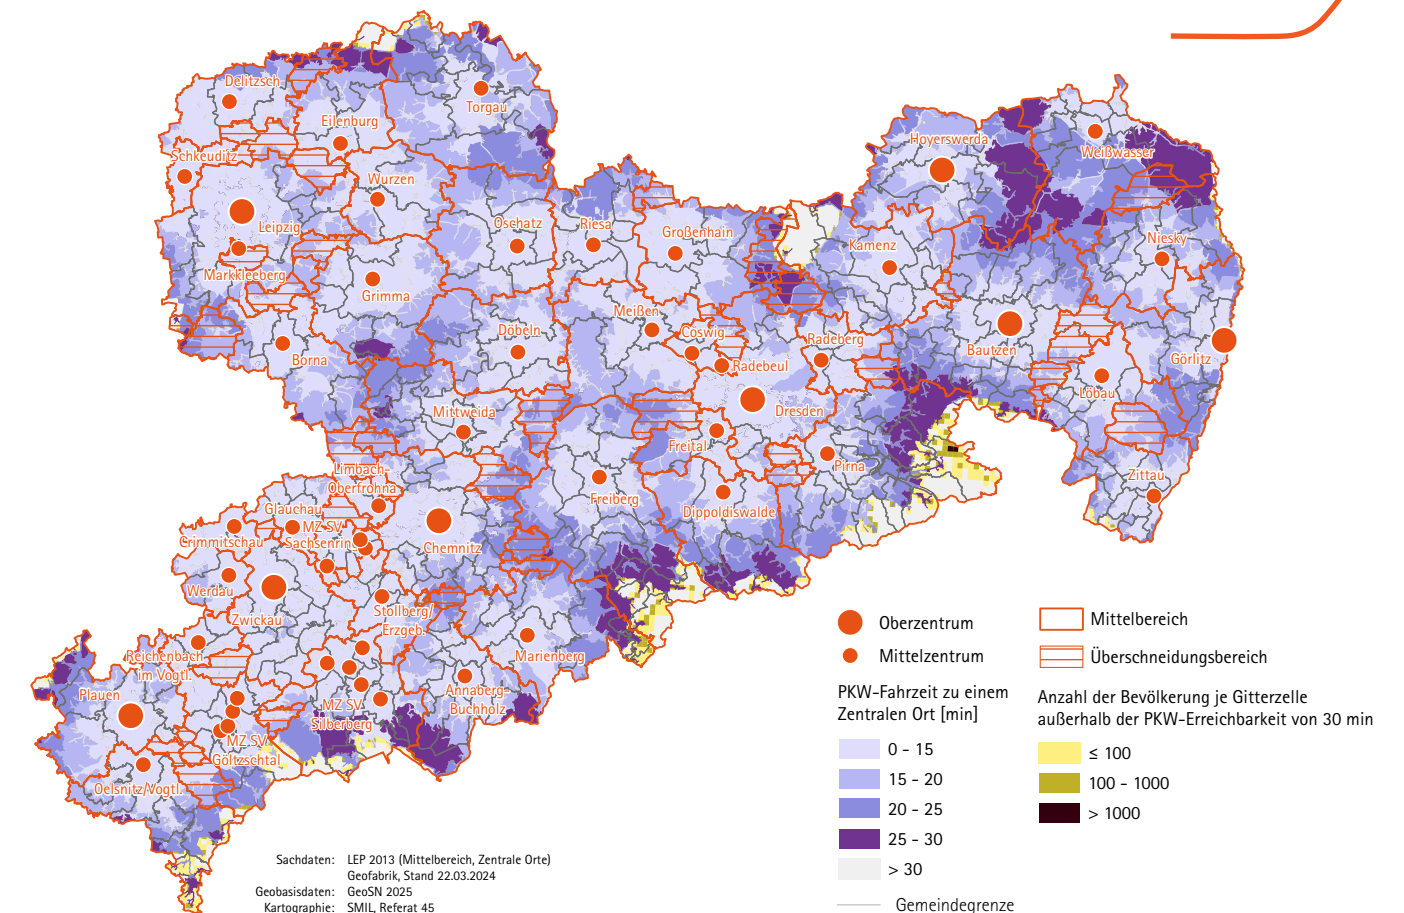 Delitzsch
Torgau
Eilenburg
Schkeuditz
Wurzen
Hoyerswerda
Weißwasser
Leipzig
Oschatz
Riesa
Großenhain
Kamenz
Niesky
Markkleeberg
Grimma
Meißen
Coswig
Radeberg
Bautzen
Görlitz
Borna
Döbeln
Radebeul
Löbau
Mittweida
Dresden
Freital
Pirna
Zittau
Limbach-
Oberfrohna
Freiberg
Dippoldiswalde
Glauchau
MZ SV
Sachsenring
Crimmitschau
Chemnitz
Werdau
Zwickau
Stollberg/
Erzgeb.
Reichenbach
im Vogtl.
Marienberg
Plauen
Annaberg-
Buchholz
MZ SV
Silberberg
MZ SV
Göltzschtal
Oelsnitz/Vogtl.
Oberzentrum
Mittelzentrum
Mittelbereich
Überschneidungsbereich
PKW-Fahrzeit zu einem
Zentralen Ort [min]
0 - 15
15 - 20
20 - 25
25 - 30
> 30
Gemeindegrenze
Anzahl der Bevölkerung je Gitterzelle
außerhalb der PKW-Erreichbarkeit von 30 min
≤ 100
100 - 1000
> 1000
Sachdaten: LEP 2013 (Mittelbereich, Zentrale Orte)
Geofabrik, Stand 22.03.2024
Geobasisdaten: GeoSN 2025
Kartographie: SMIL, Referat 45